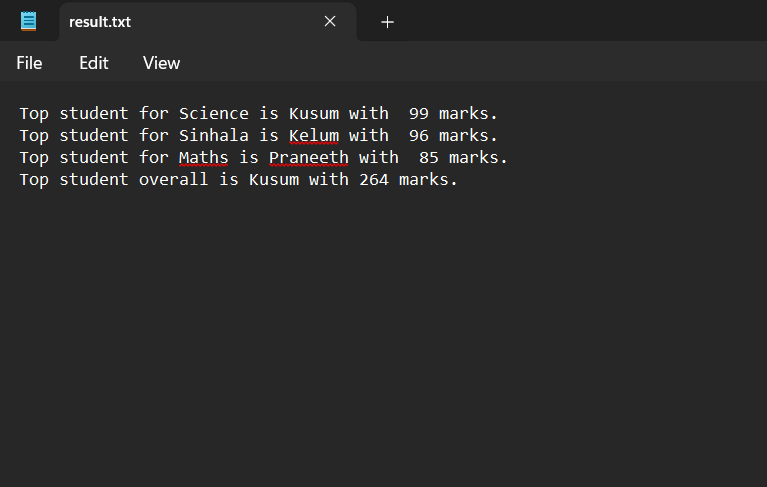 result.txt
File Edit View
Top student for Science is Kusum with  99 marks.
Top student for Sinhala is Kelum with  96 marks.
Top student for Maths is Praneeth with  85 marks.
Top student overall is Kusum with 264 marks.